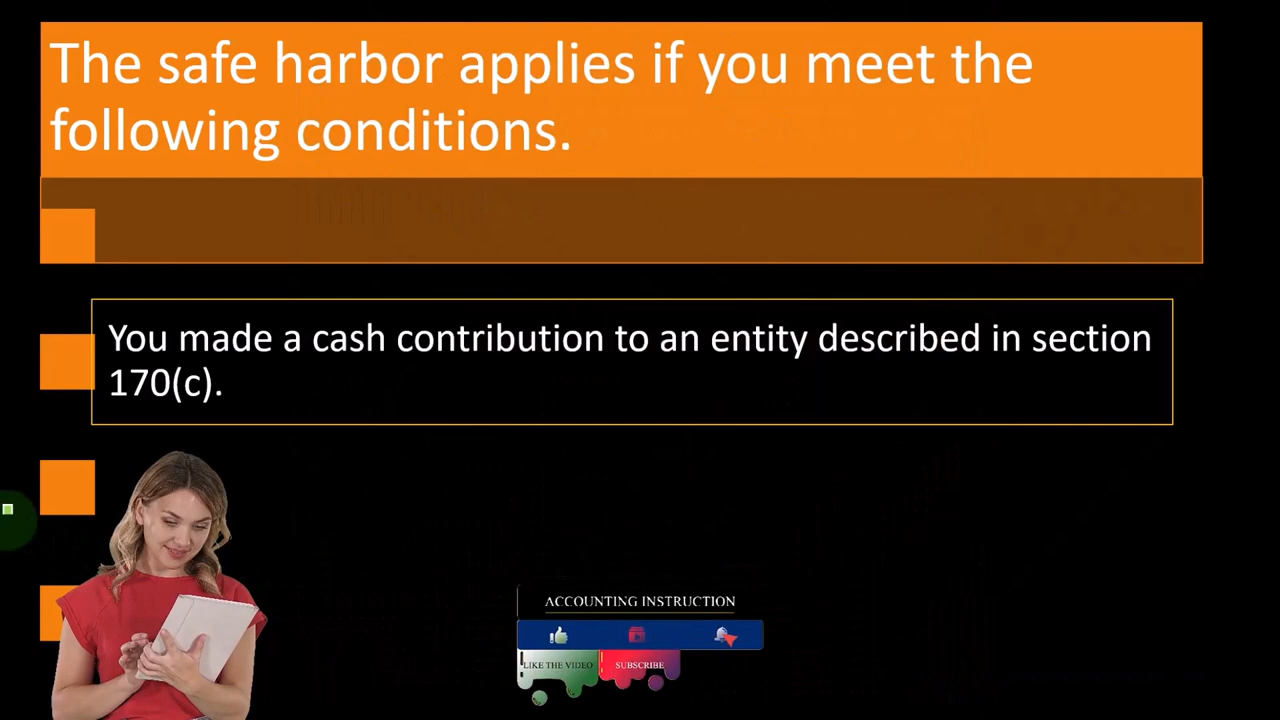 The safe harbor applies if you meet the
following conditions.
You made a cash contribution to an entity described in section
170(c).
ACCOUNTING INSTRUCTION
LIKE THE VIDEO
SUBSCRIBE